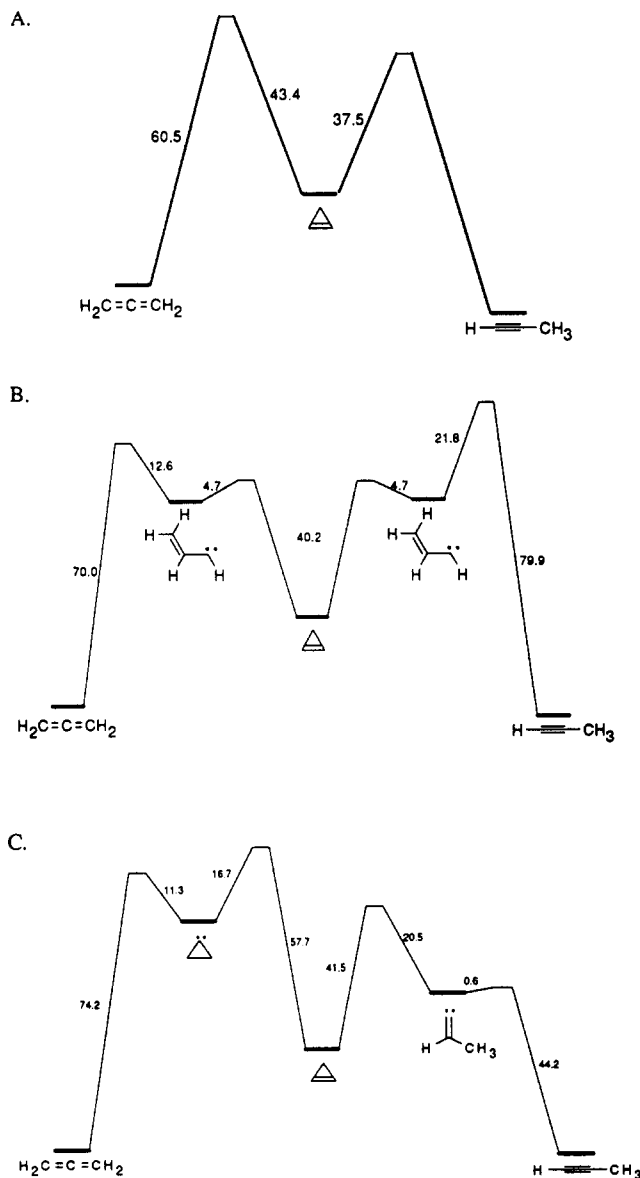 A.
43.4
37.5
60.5
H₂C=C=CH₂
H
CH₃
B.
21.8
12.6
4.7
4.7
H
H
H
H
H
H
H
H
40.2
70.0
79.9
H₂C=C=CH₂
H
CH₃
C.
11.3
16.7
57.7
41.5
20.5
0.6
74.2
H
CH₃
44.2
H₂C=C=CH₂
H
CH₃